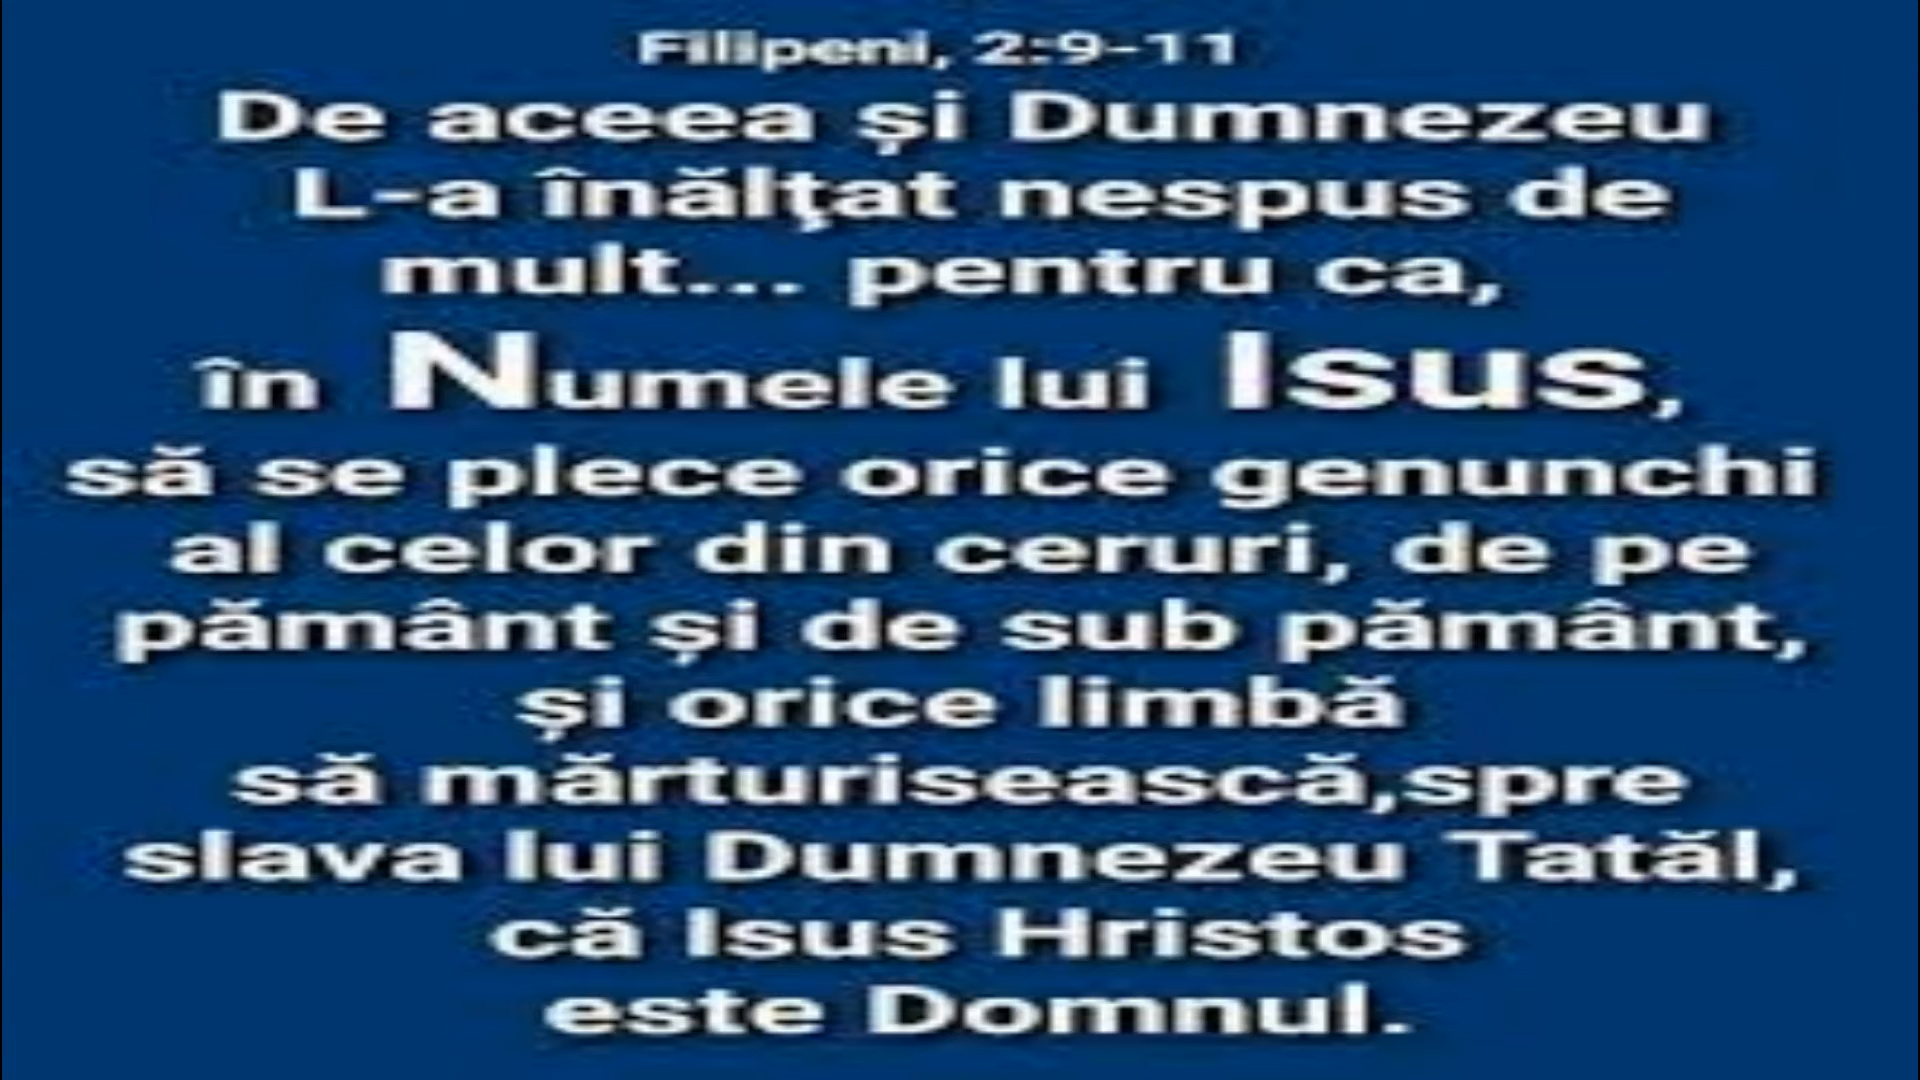 Filipeni, 2:9-11
De aceea și Dumnezeu
L-a înălţat nespus de
mult... pentru ca,
în Numele lui Isus,
să se plece orice genunchi
al celor din ceruri, de pe
pământ și de sub pământ,
și orice limbă
să mărturisească,spre
slava lui Dumnezeu Tatăl,
că Isus Hristos
este Domnul.